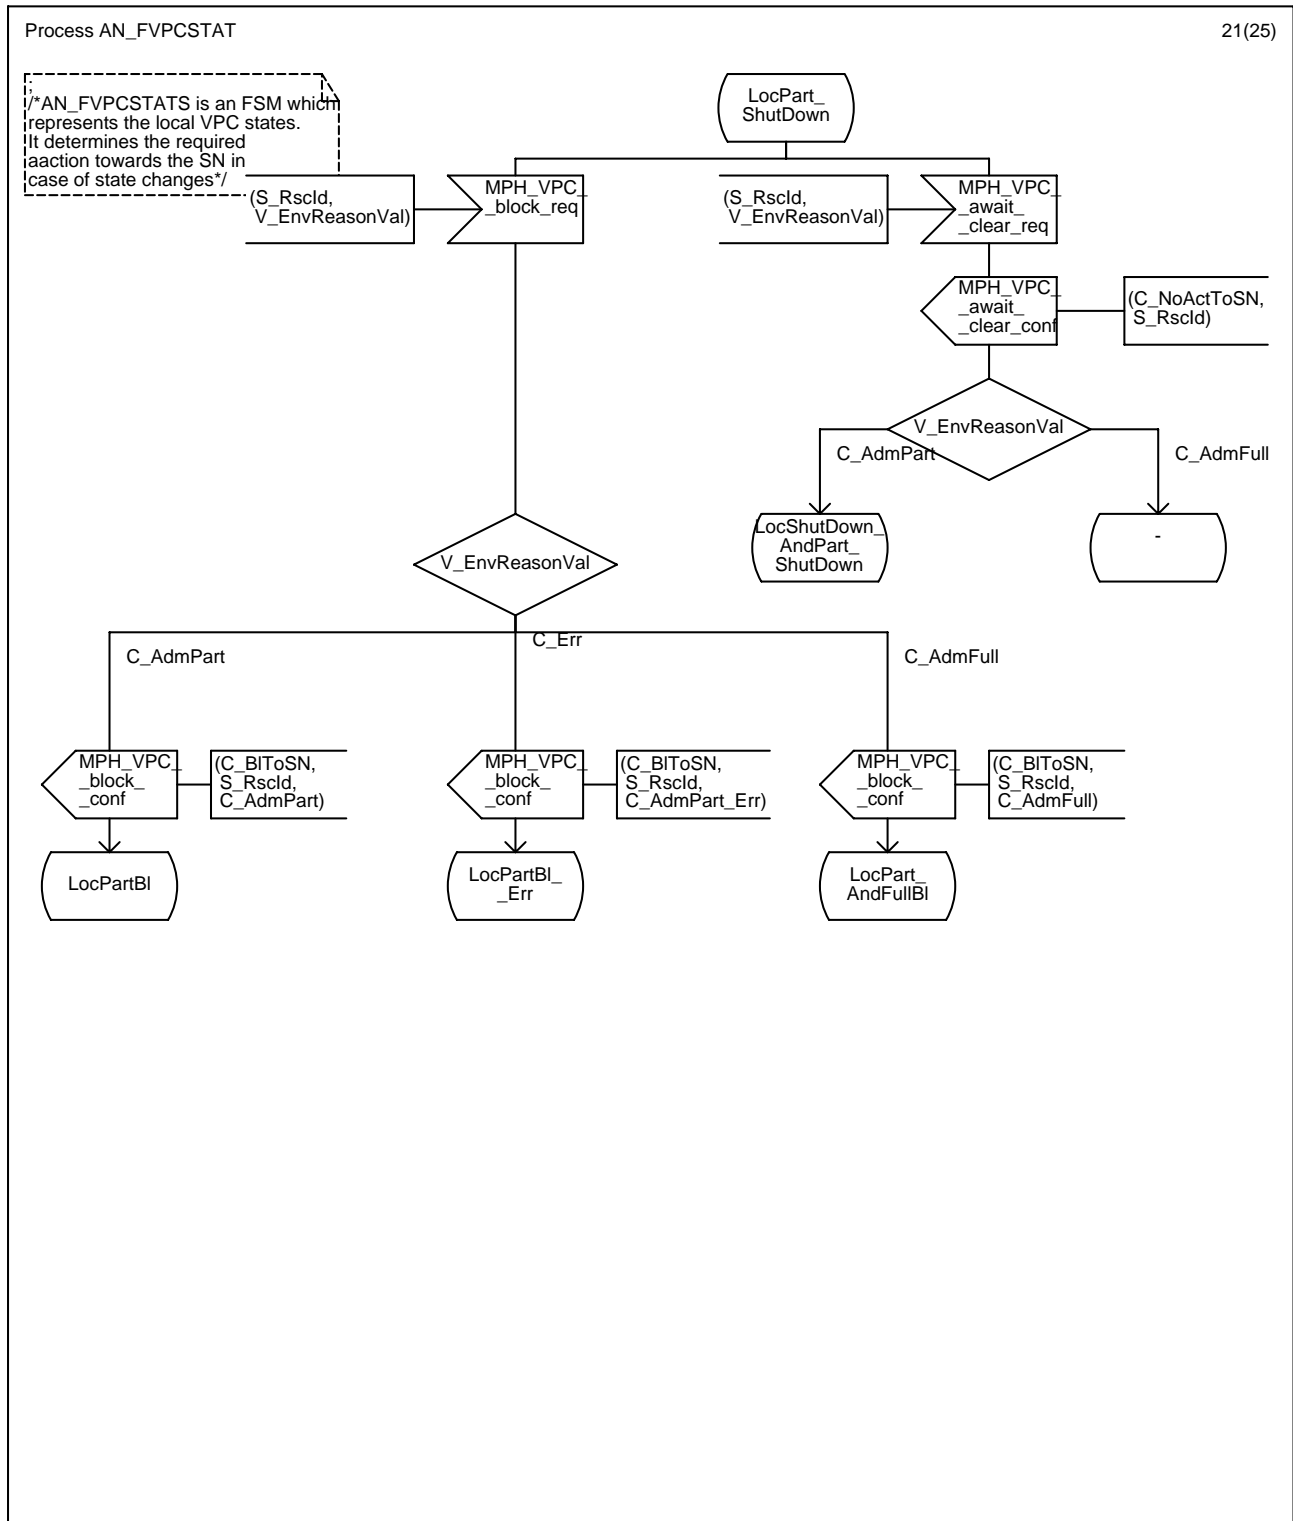 Process AN_FVPCSTAT
21(25)
;
/*AN_FVPCSTATS is an FSM which
represents the local VPC states.
It determines the required
aaction towards the SN in
case of state changes*/
LocPart_
ShutDown
(S_RscId,
V_EnvReasonVal)
MPH_VPC_
_block_req
(S_RscId,
V_EnvReasonVal)
MPH_VPC_
_await_
_clear_req
MPH_VPC_
_await_
_clear_conf
(C_NoActToSN,
S_RscId)
V_EnvReasonVal
C_AdmPart
C_AdmFull
LocShutDown_
AndPart_
ShutDown
-
V_EnvReasonVal
C_AdmPart
C_Err
C_AdmFull
MPH_VPC_
_block_
_conf
(C_BlToSN,
S_RscId,
C_AdmPart)
MPH_VPC_
_block_
_conf
(C_BlToSN,
S_RscId,
C_AdmPart_Err)
MPH_VPC_
_block_
_conf
(C_BlToSN,
S_RscId,
C_AdmFull)
LocPartBl
LocPartBl_
_Err
LocPart_
AndFullBl